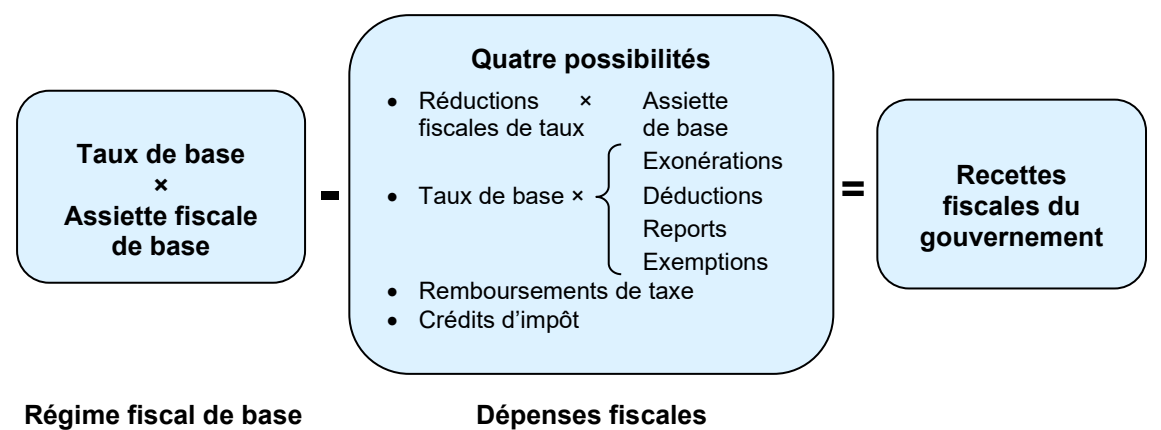 Taux de base
×
Assiette fiscale
de base
-
Quatre possibilités
• Réductions × Assiette
fiscales de taux de base
• Taux de base × { Exonérations
Déductions
Reports
Exemptions
• Remboursements de taxe
• Crédits d’impôt
=
Recettes
fiscales du
gouvernement
Régime fiscal de base
Dépenses fiscales